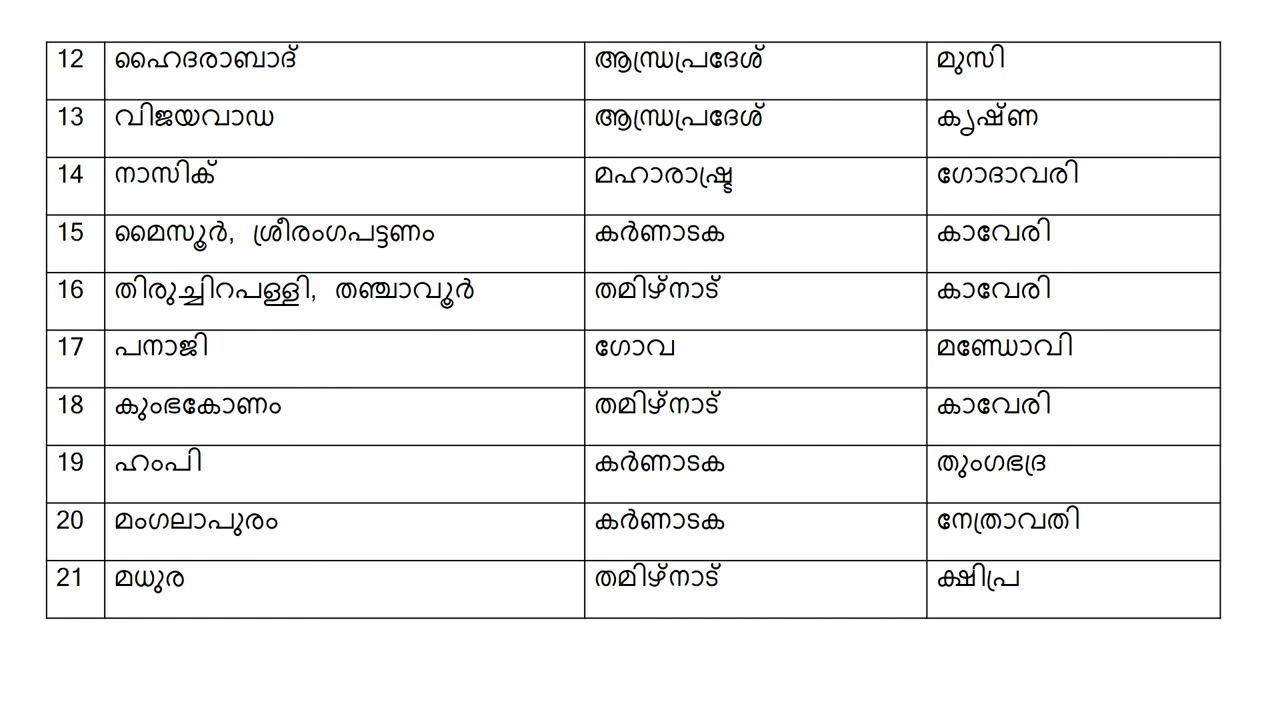 12 ഹൈദരാബാദ് ആന്ധ്രപ്രദേശ് മുസി
13 വിജയവാഡ ആന്ധ്രപ്രദേശ് കൃഷ്ണ
14 നാസിക് മഹാരാഷ്ട്ര ഗോദാവരി
15 മൈസൂർ, ശ്രീരംഗപട്ടണം കർണാടക കാവേരി
16 തിരുച്ചിറപള്ളി, തഞ്ചാവൂർ തമിഴ്നാട് കാവേരി
17 പനാജി ഗോവ മണ്ഡോവി
18 കുംഭകോണം തമിഴ്നാട് കാവേരി
19 ഹംപി കർണാടക തുംഗഭദ്ര
20 മംഗലാപുരം കർണാടക നേത്രാവതി
21 മധുര തമിഴ്നാട് ക്ഷിപ്ര